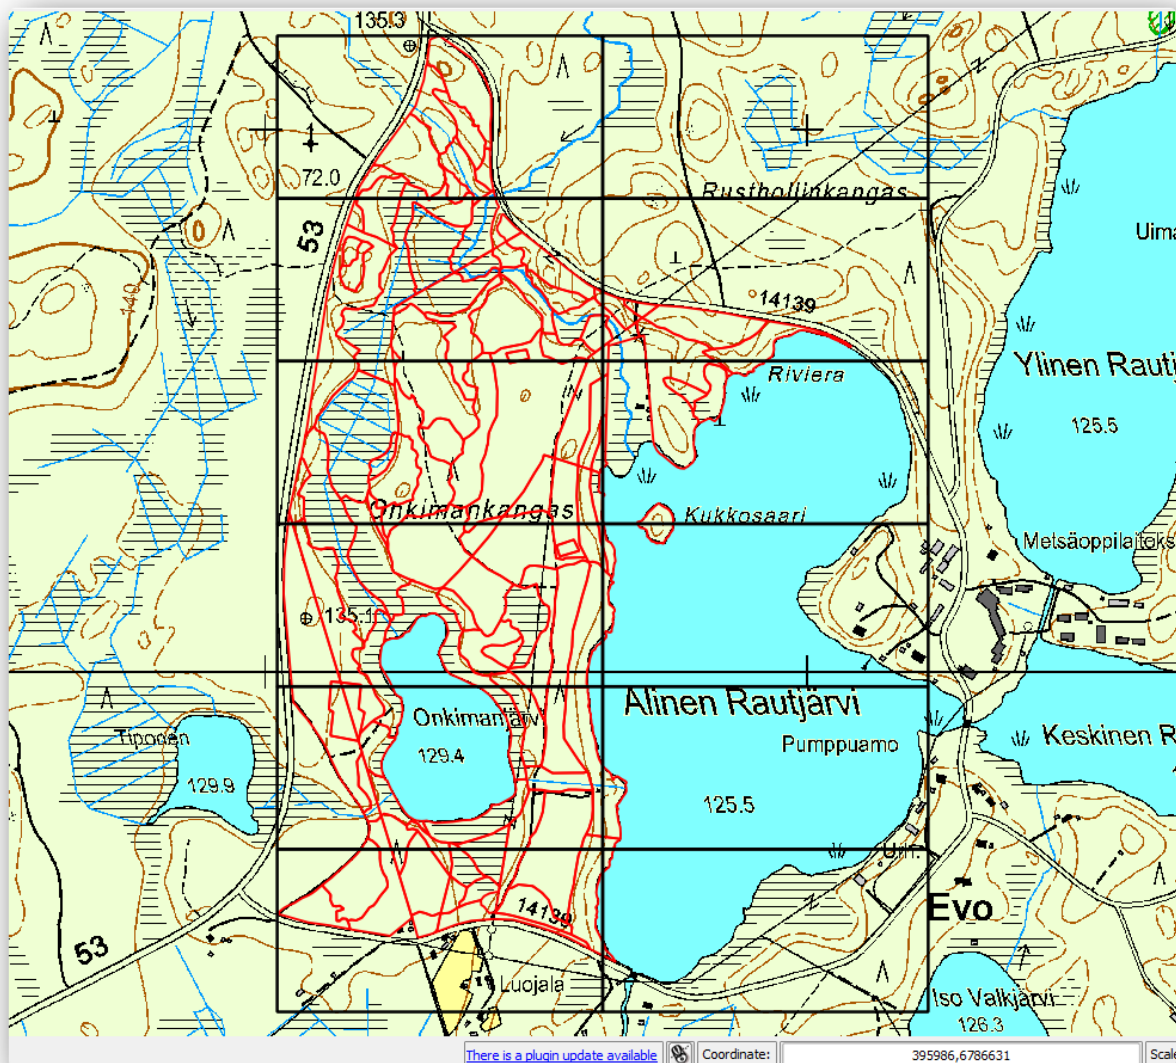 135.3
72.0
Rusthollinkangas
53
140
14139
Uima
Ylinen Rautj
125.5
Riviera
Onkimankangas
Kukkosaari
Metsäoppilaitoks
135.1
Onkimanjärvi
Alinen Rautjärvi
Tiponen
129.4
Pumppuamo
Keskinen R
129.9
125.5
Urh.
14139
Evo
53
Luojala
Iso Valkjärvi
126.3
There is a plugin update available
Coordinate:
395986,6786631
Scal